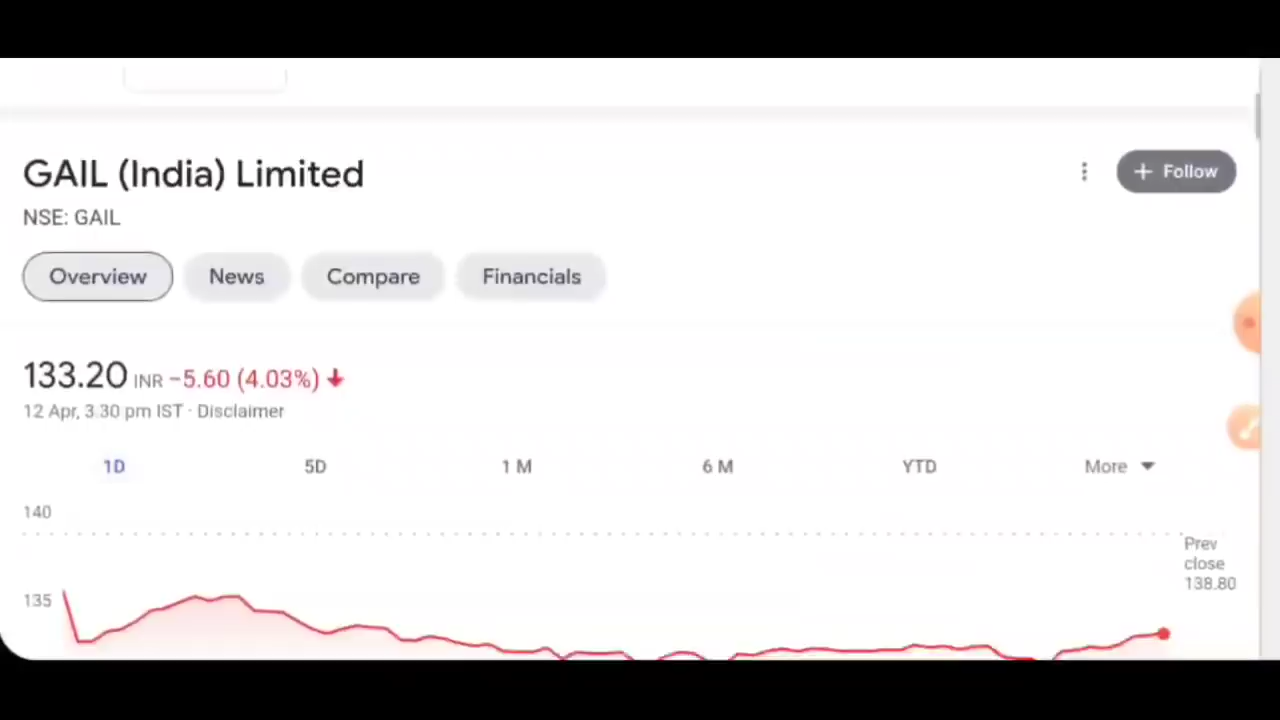 GAIL (India) Limited
+ Follow
NSE: GAIL
Overview
News
Compare
Financials
133.20 INR −5.60 (4.03%)
12 Apr, 3.30 pm IST · Disclaimer
1D
5D
1 M
6 M
YTD
More
140
Prev
close
138.80
135